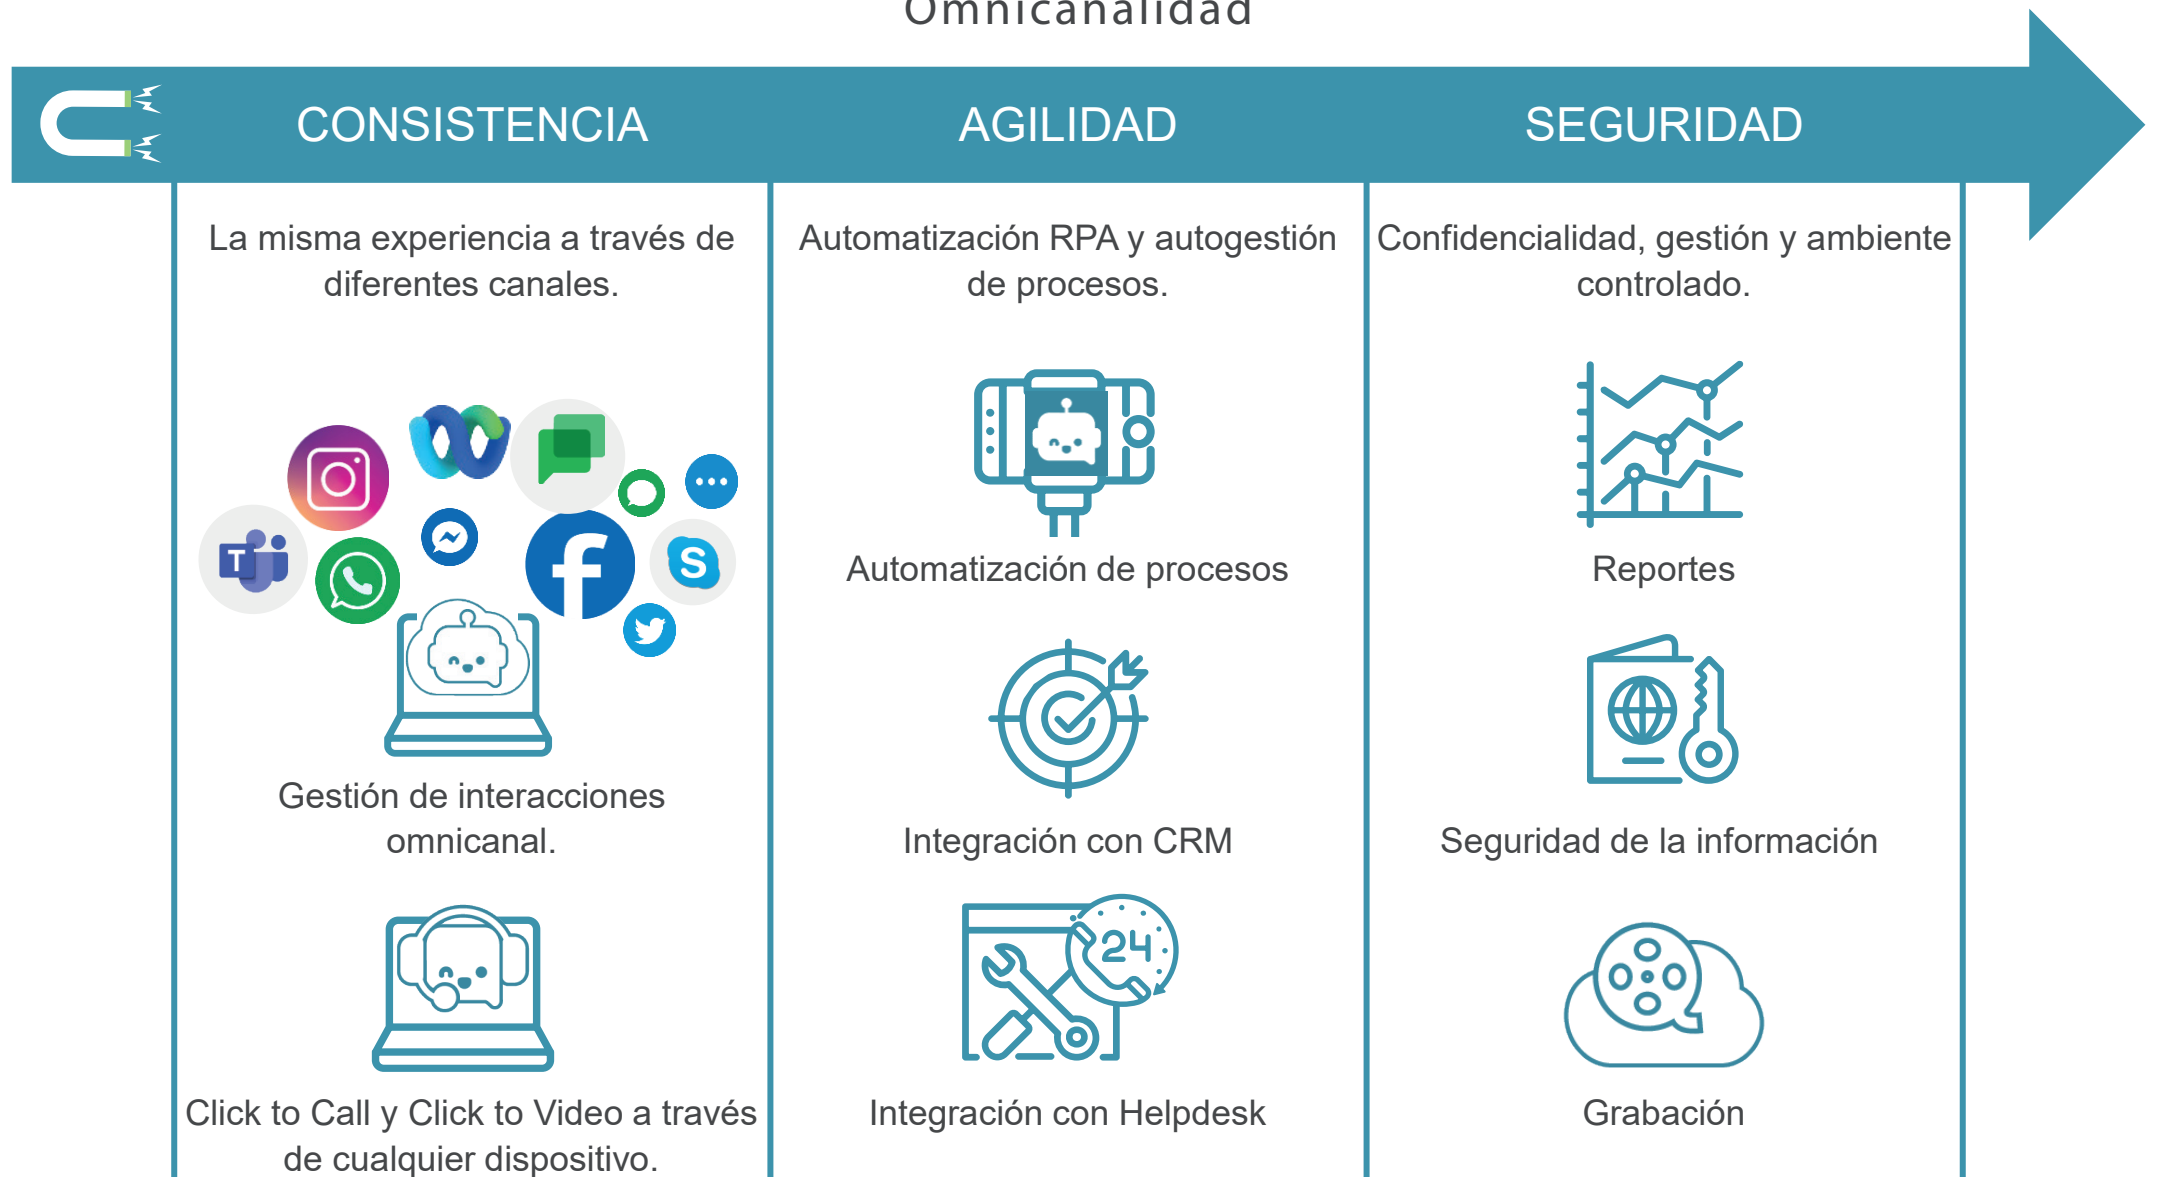 Omnicanalidad
CONSISTENCIA
AGILIDAD
SEGURIDAD
La misma experiencia a través de
diferentes canales.
T
f
S
Gestión de interacciones
omnicanal.
Click to Call y Click to Video a través
de cualquier dispositivo.
Automatización RPA y autogestión
de procesos.
Automatización de procesos
Integración con CRM
24
Integración con Helpdesk
Confidencialidad, gestión y ambiente
controlado.
Reportes
Seguridad de la información
Grabación